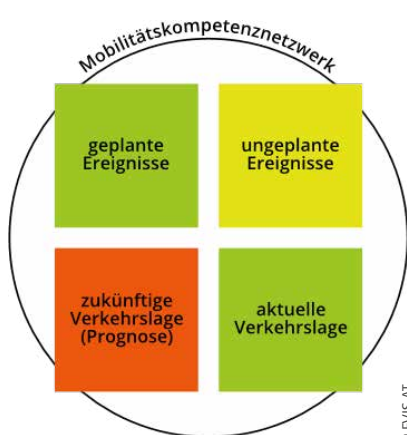 Mobilitätskompetenznetzwerk
geplante
Ereignisse
ungeplante
Ereignisse
zukünftige
Verkehrslage
(Prognose)
aktuelle
Verkehrslage